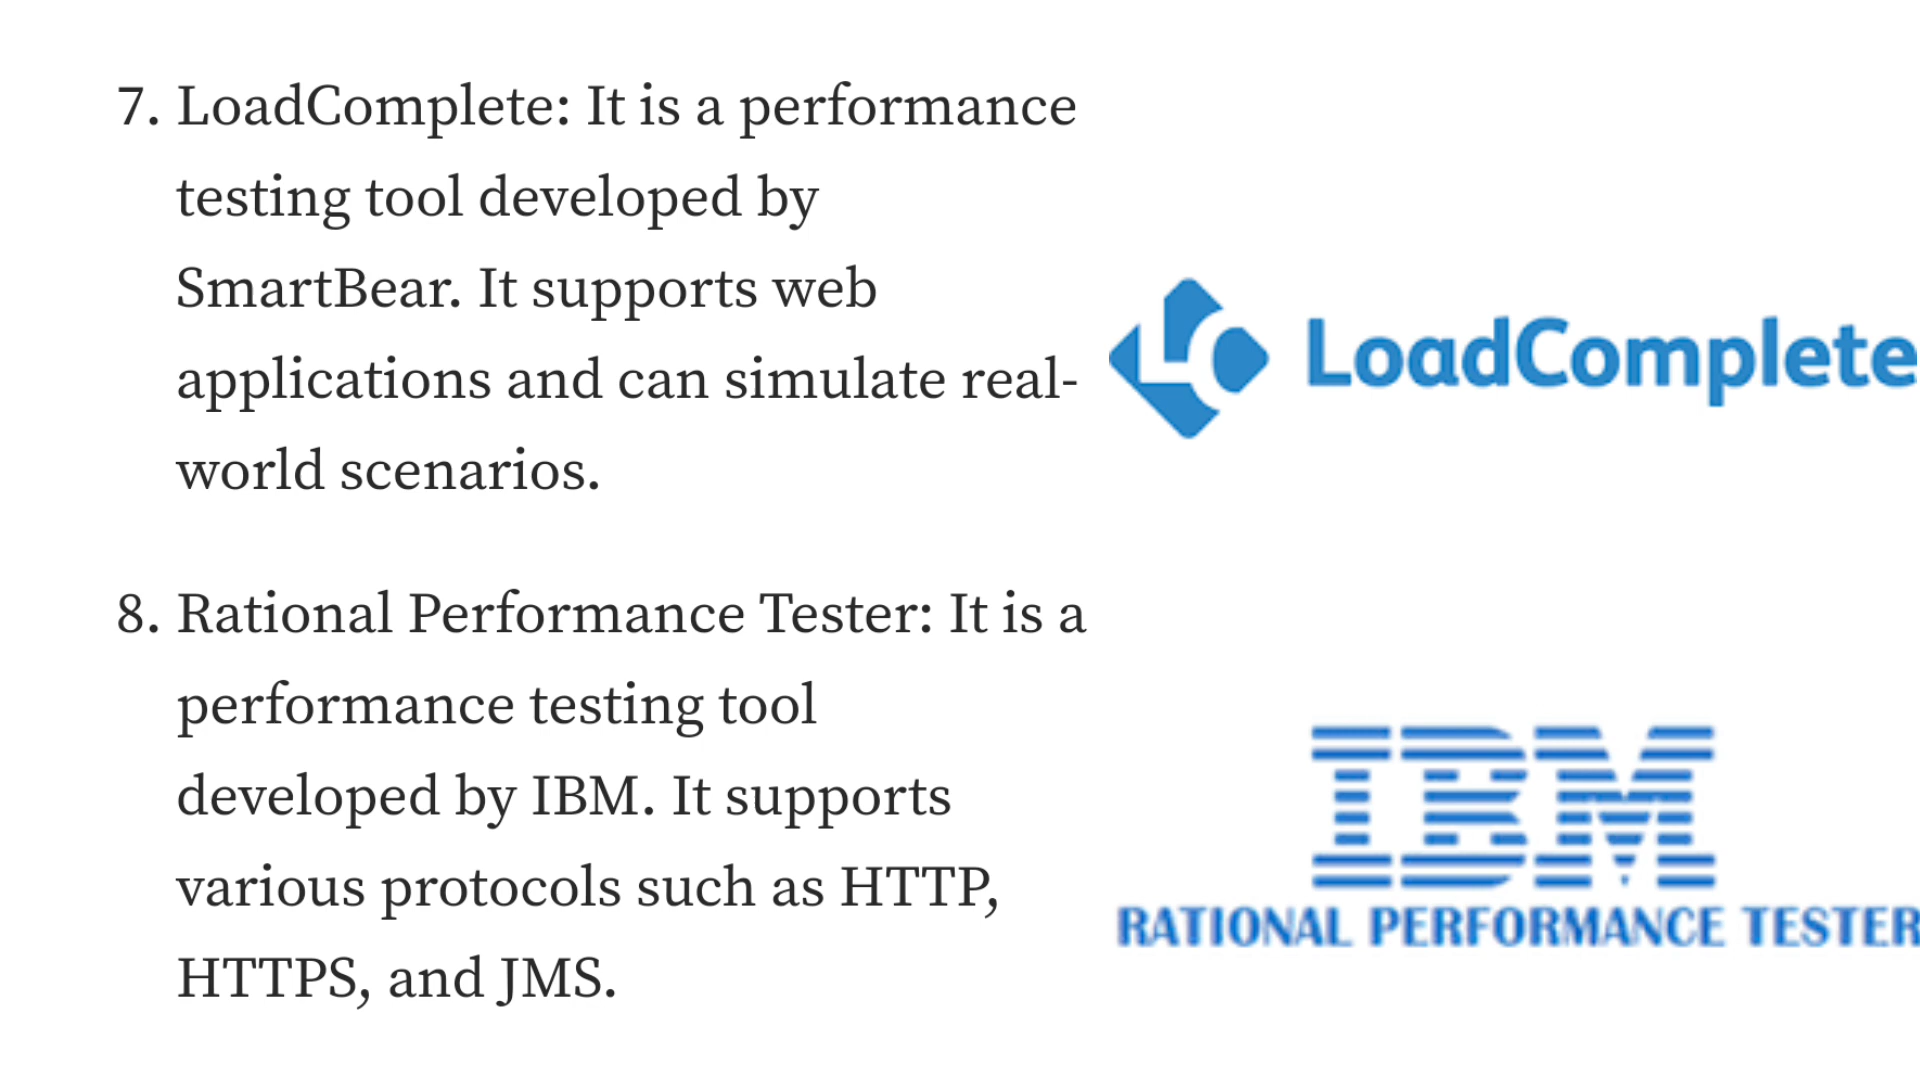 7. LoadComplete: It is a performance
testing tool developed by
SmartBear. It supports web
applications and can simulate real-
world scenarios.
LoadComplete
8. Rational Performance Tester: It is a
performance testing tool
developed by IBM. It supports
various protocols such as HTTP,
HTTPS, and JMS.
IBM
RATIONAL PERFORMANCE TESTER